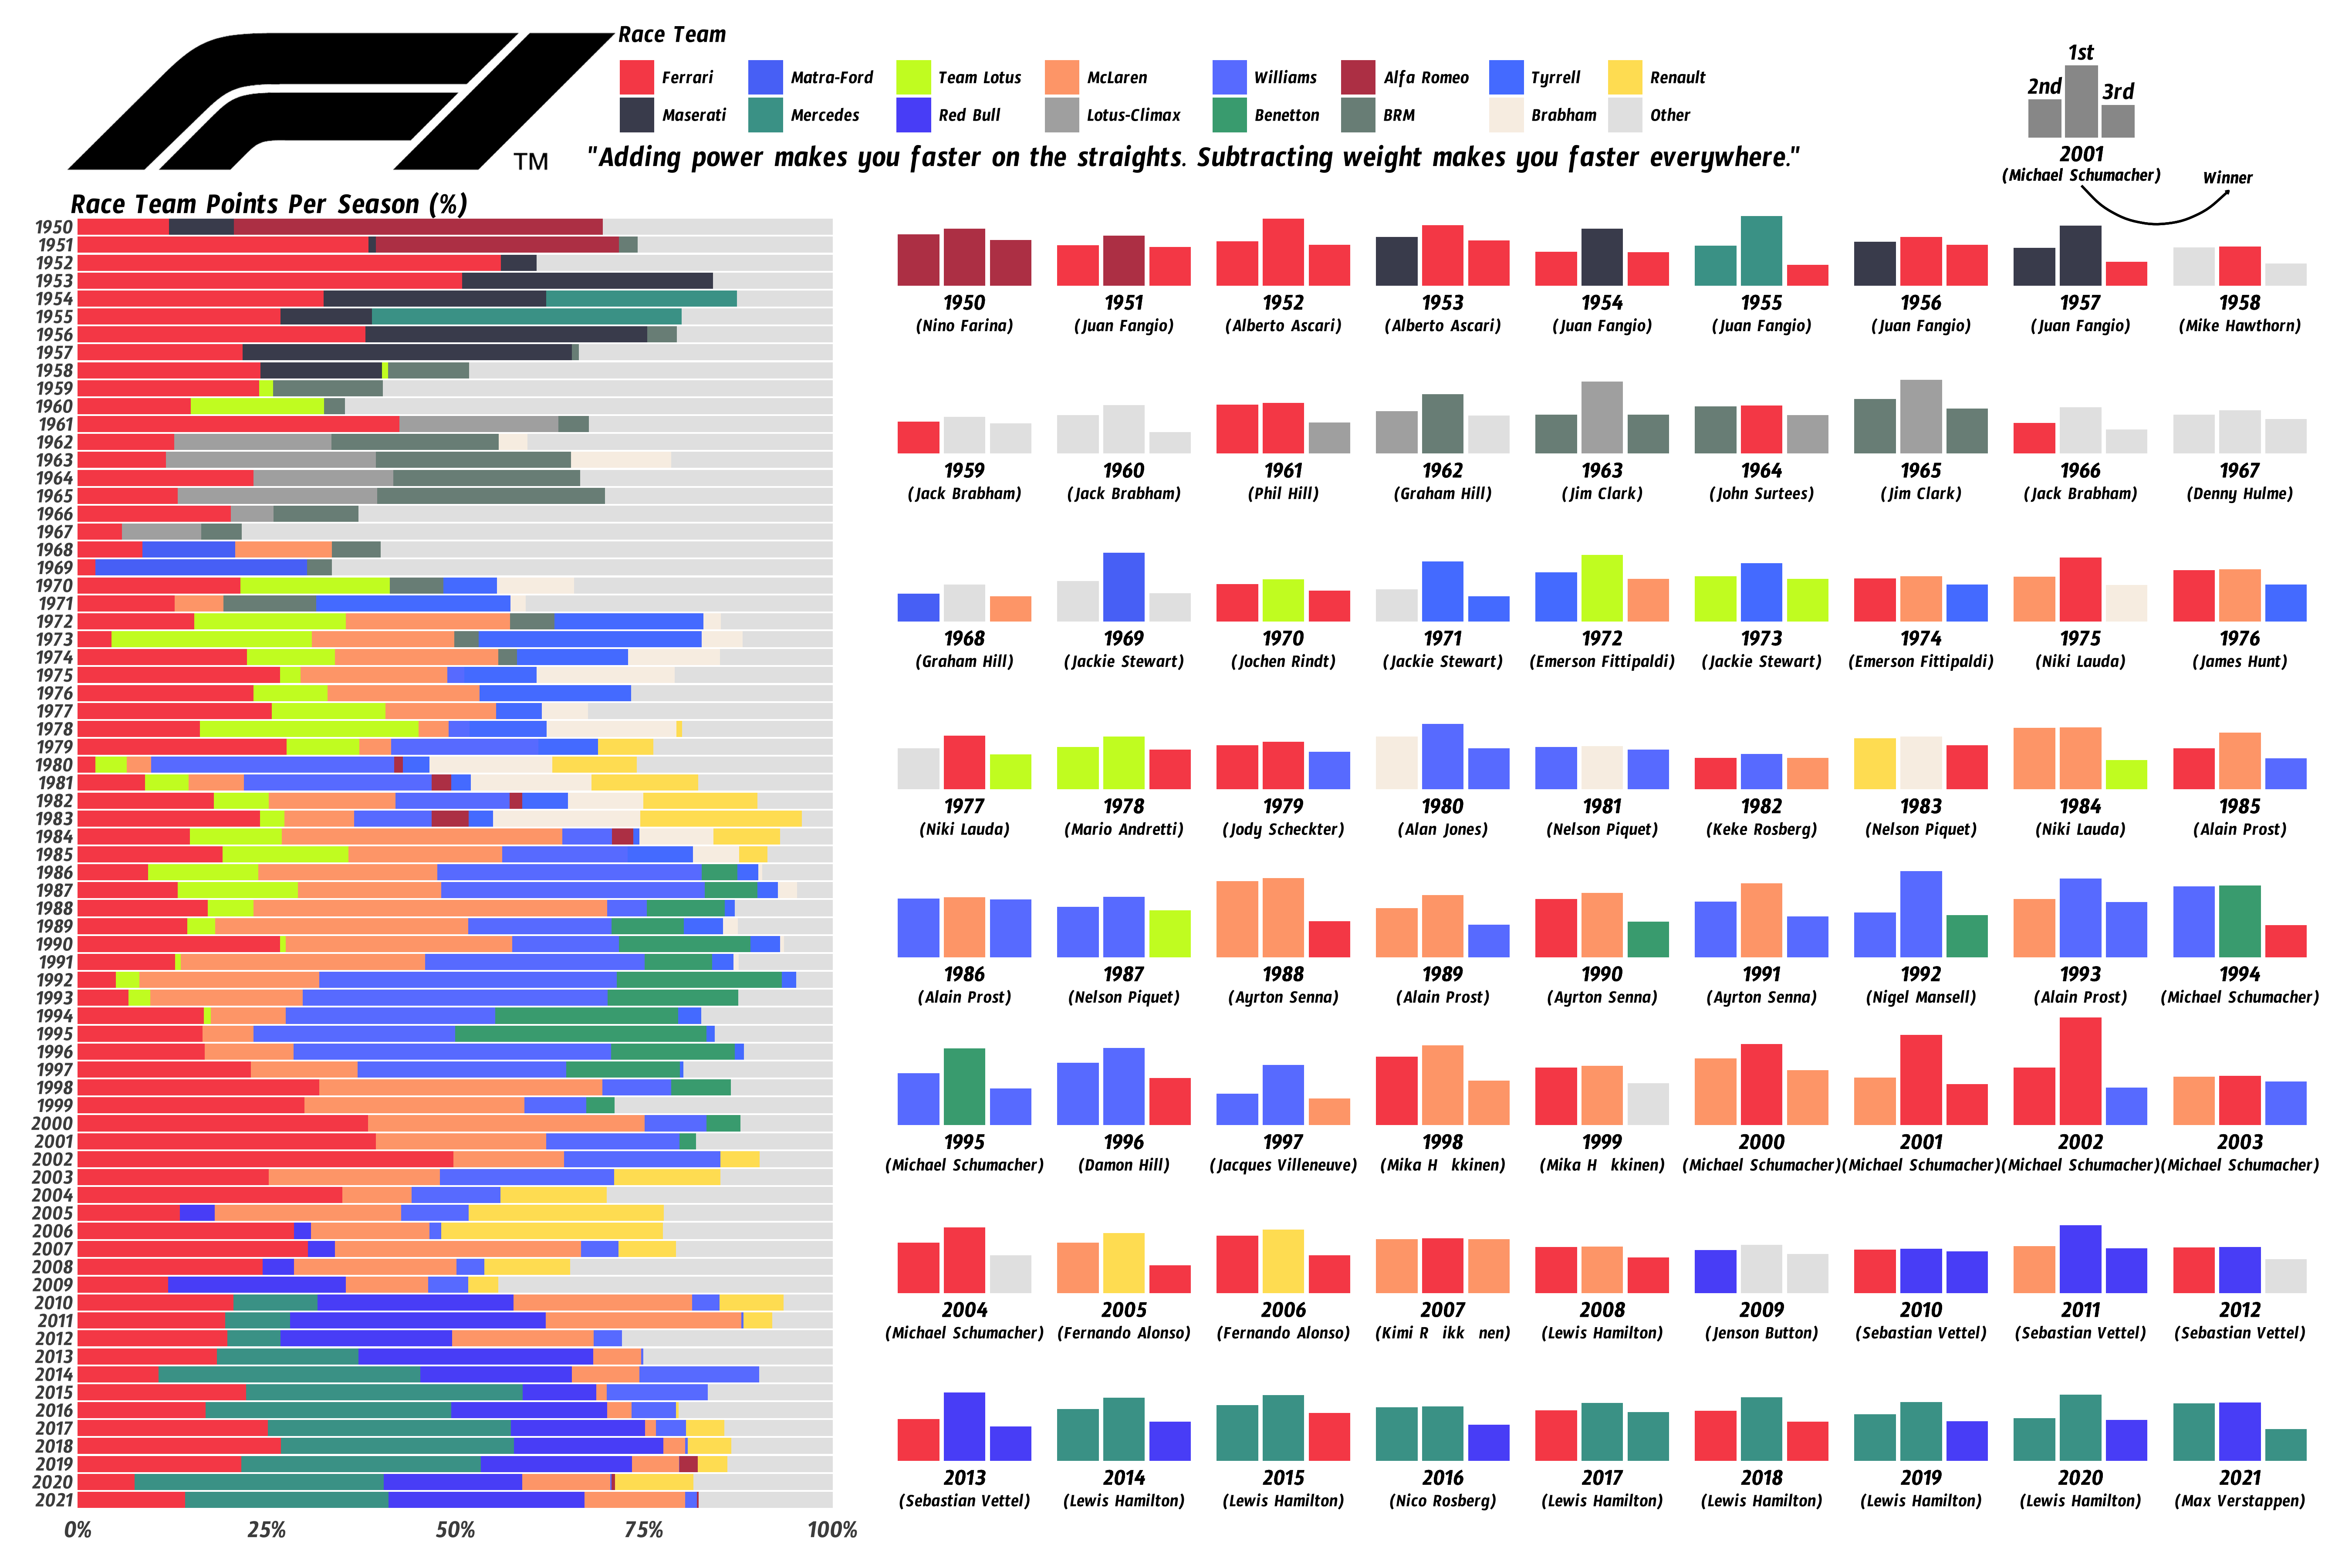 Race Team
Ferrari Matra-Ford Team Lotus McLaren Williams Alfa Romeo Tyrrell Renault
Maserati Mercedes Red Bull Lotus-Climax Benetton BRM Brabham Other
"Adding power makes you faster on the straights. Subtracting weight makes you faster everywhere."
F1 TM
1st
2nd 3rd
2001
(Michael Schumacher)
Winner
Race Team Points Per Season (%)
1950
1951
1952
1953
1954
1955
1956
1957
1958
1959
1960
1961
1962
1963
1964
1965
1966
1967
1968
1969
1970
1971
1972
1973
1974
1975
1976
1977
1978
1979
1980
1981
1982
1983
1984
1985
1986
1987
1988
1989
1990
1991
1992
1993
1994
1995
1996
1997
1998
1999
2000
2001
2002
2003
2004
2005
2006
2007
2008
2009
2010
2011
2012
2013
2014
2015
2016
2017
2018
2019
2020
2021
0% 25% 50% 75% 100%
1950 1951 1952 1953 1954 1955 1956 1957 1958
(Nino Farina) (Juan Fangio) (Alberto Ascari) (Alberto Ascari) (Juan Fangio) (Juan Fangio) (Juan Fangio) (Juan Fangio) (Mike Hawthorn)
1959 1960 1961 1962 1963 1964 1965 1966 1967
(Jack Brabham) (Jack Brabham) (Phil Hill) (Graham Hill) (Jim Clark) (John Surtees) (Jim Clark) (Jack Brabham) (Denny Hulme)
1968 1969 1970 1971 1972 1973 1974 1975 1976
(Graham Hill) (Jackie Stewart) (Jochen Rindt) (Jackie Stewart) (Emerson Fittipaldi) (Jackie Stewart) (Emerson Fittipaldi) (Niki Lauda) (James Hunt)
1977 1978 1979 1980 1981 1982 1983 1984 1985
(Niki Lauda) (Mario Andretti) (Jody Scheckter) (Alan Jones) (Nelson Piquet) (Keke Rosberg) (Nelson Piquet) (Niki Lauda) (Alain Prost)
1986 1987 1988 1989 1990 1991 1992 1993 1994
(Alain Prost) (Nelson Piquet) (Ayrton Senna) (Alain Prost) (Ayrton Senna) (Ayrton Senna) (Nigel Mansell) (Alain Prost) (Michael Schumacher)
1995 1996 1997 1998 1999 2000 2001 2002 2003
(Michael Schumacher) (Damon Hill) (Jacques Villeneuve) (Mika H kkinen) (Mika H kkinen) (Michael Schumacher) (Michael Schumacher) (Michael Schumacher) (Michael Schumacher)
2004 2005 2006 2007 2008 2009 2010 2011 2012
(Michael Schumacher) (Fernando Alonso) (Fernando Alonso) (Kimi R ikk nen) (Lewis Hamilton) (Jenson Button) (Sebastian Vettel) (Sebastian Vettel) (Sebastian Vettel)
2013 2014 2015 2016 2017 2018 2019 2020 2021
(Sebastian Vettel) (Lewis Hamilton) (Lewis Hamilton) (Nico Rosberg) (Lewis Hamilton) (Lewis Hamilton) (Lewis Hamilton) (Lewis Hamilton) (Max Verstappen)